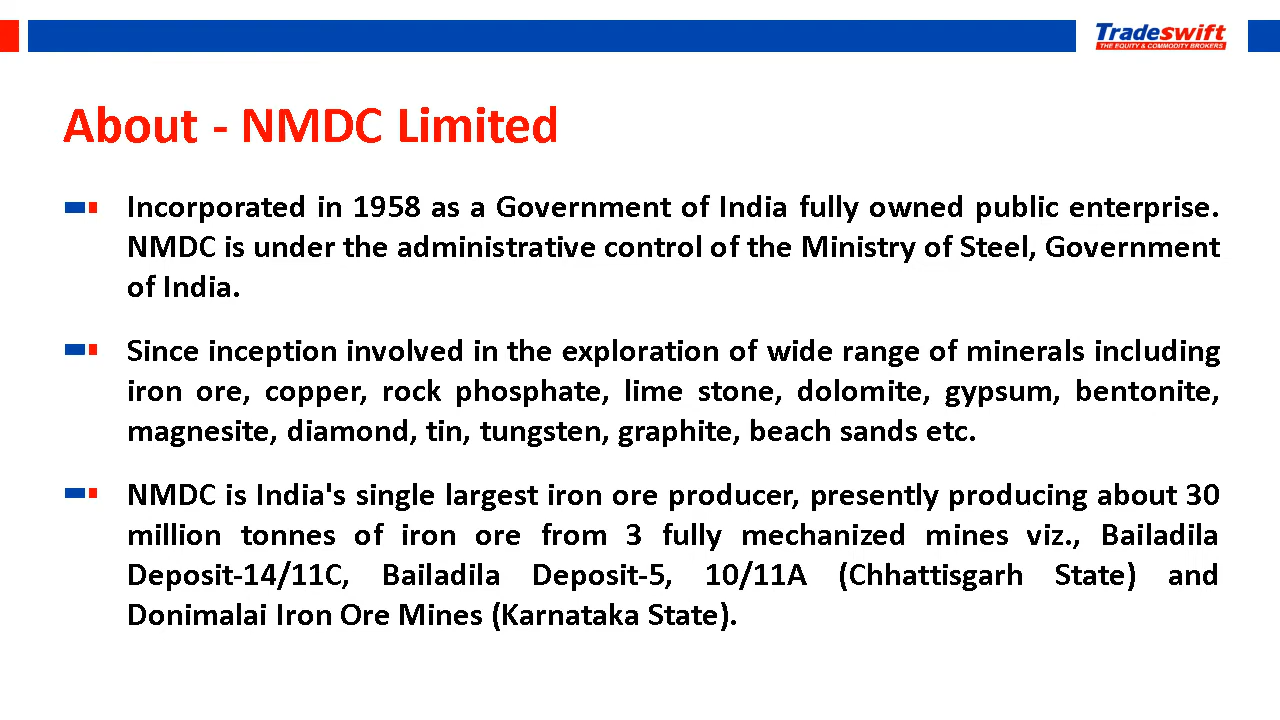 Tradeswift
THE EQUITY & COMMODITY BROKERS
About - NMDC Limited
Incorporated in 1958 as a Government of India fully owned public enterprise.
NMDC is under the administrative control of the Ministry of Steel, Government
of India.
Since inception involved in the exploration of wide range of minerals including
iron ore, copper, rock phosphate, lime stone, dolomite, gypsum, bentonite,
magnesite, diamond, tin, tungsten, graphite, beach sands etc.
NMDC is India's single largest iron ore producer, presently producing about 30
million tonnes of iron ore from 3 fully mechanized mines viz., Bailadila
Deposit-14/11C, Bailadila Deposit-5, 10/11A (Chhattisgarh State) and
Donimalai Iron Ore Mines (Karnataka State).